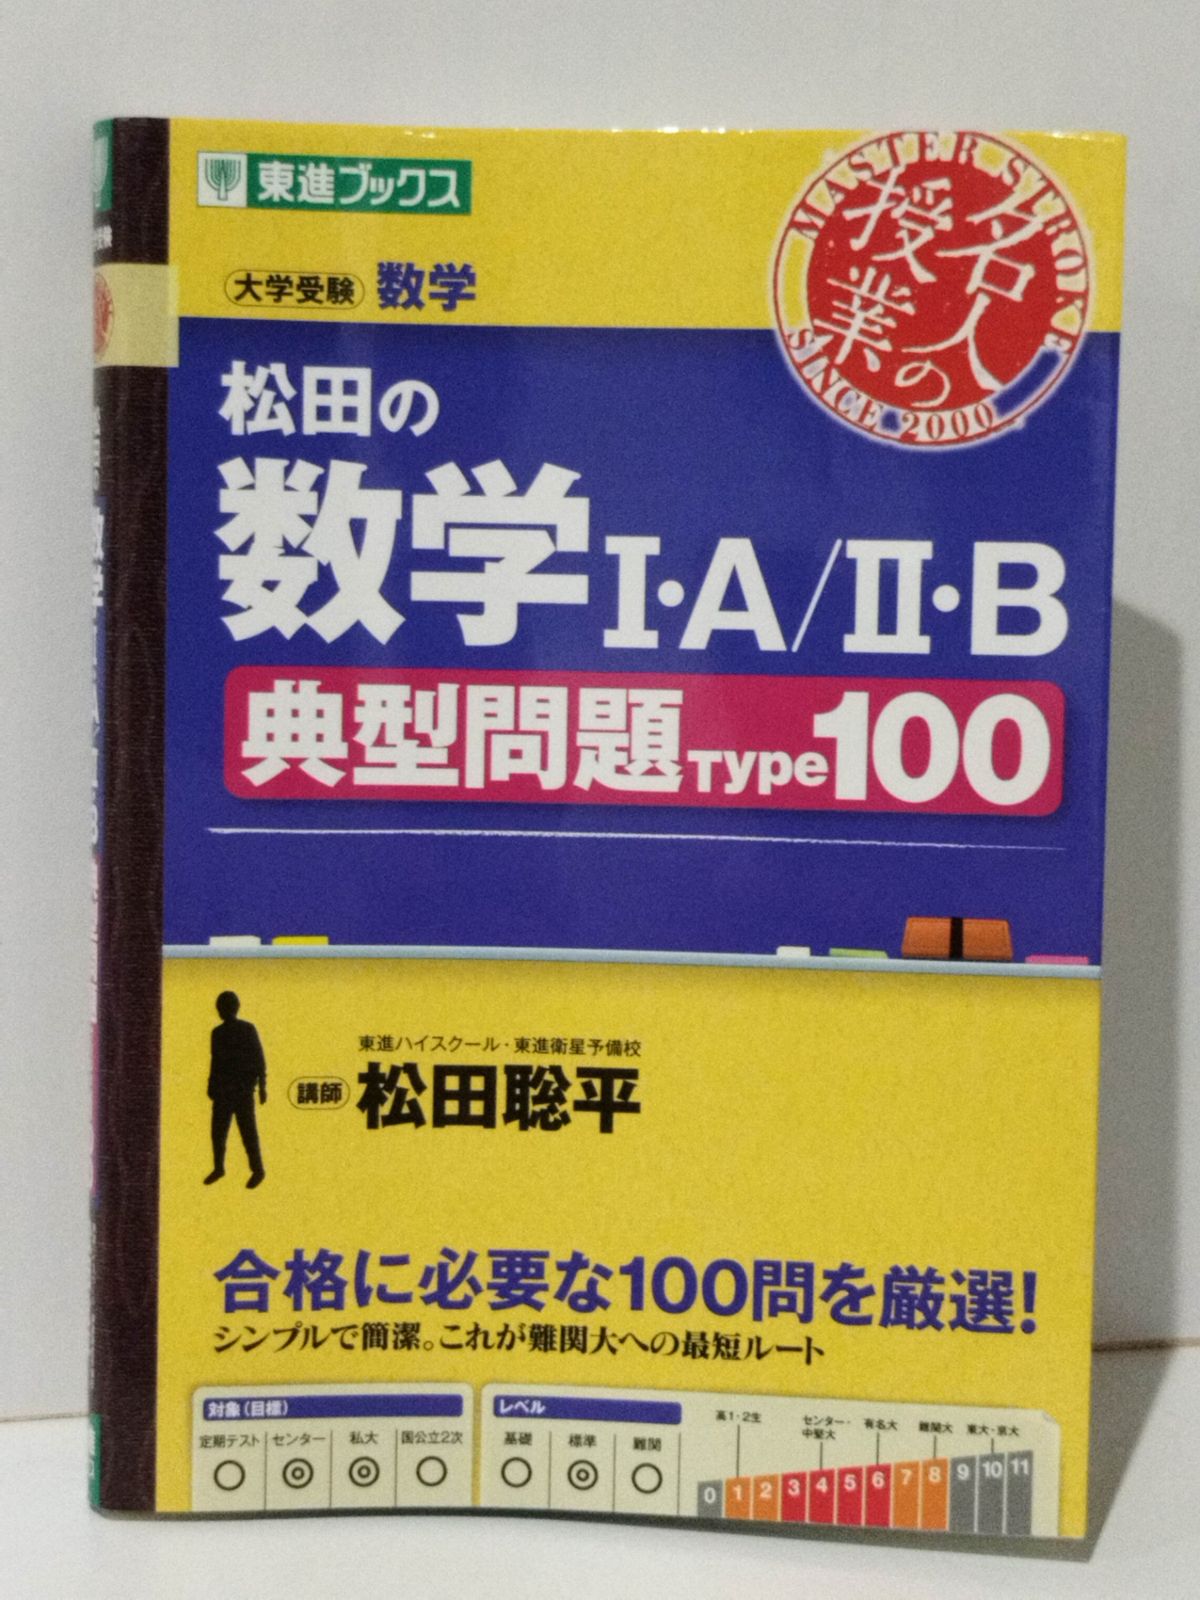 東進ブックス
MASTER STROKE
名人の
授業
SINCE 2000
大学受験 数学
松田の
数学I・A/II・B
典型問題Type100
東進ハイスクール・東進衛星予備校
講師 松田聡平
合格に必要な100問を厳選!
シンプルで簡潔。これが難関大への最短ルート
対象(目標)
定期テスト センター 私大 国公立2次
○ ◎ ◎ ○
レベル
基礎 標準 難関
○ ◎ ○
高1・2生 センター・中堅大 有名大 難関大 東大・京大
0 1 2 3 4 5 6 7 8 9 10 11